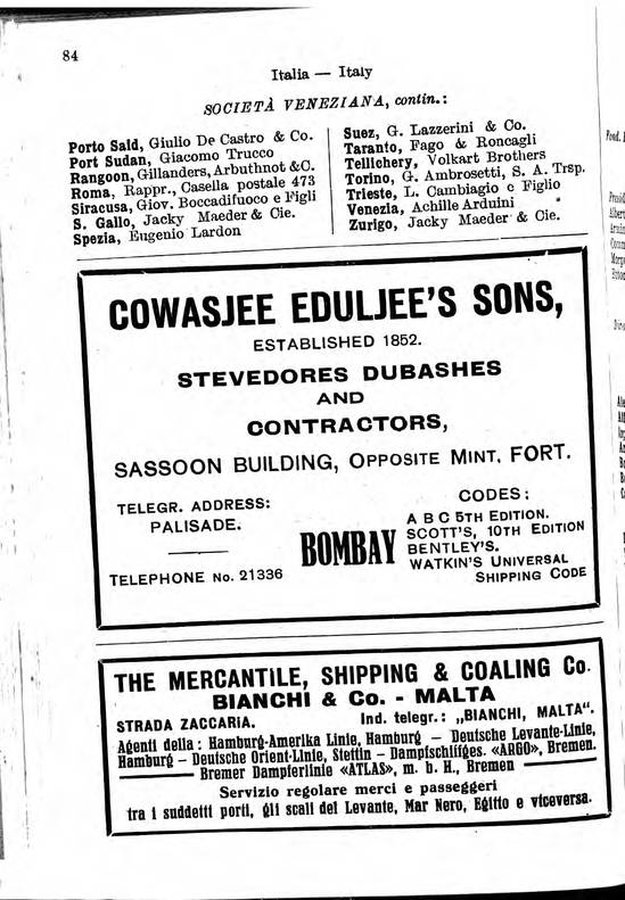 84
Italia — Italy
SOCIETÀ VENEZIANA, contin.:
Porto Said, Giulio De Castro & Co.
Port Sudan, Giacomo Trucco
Rangoon, Gillanders, Arbuthnot &C.
Roma, Rappr., Casella postale 473
Siracusa, Giov. Boccadifuoco e Figli
S. Gallo, Jacky Maeder & Cie.
Spezia, Eugenio Lardon
Suez, G. Lazzerini & Co.
Taranto, Fago & Roncagli
Tellichery, Volkart Brothers
Torino, G. Ambrosetti, S. A. Trsp.
Trieste, L. Cambiagio e Figlio
Venezia, Achille Arduini
Zurigo, Jacky Maeder & Cie.
COWASJEE EDULJEE'S SONS,
ESTABLISHED 1852.
STEVEDORES DUBASHES
AND
CONTRACTORS,
SASSOON BUILDING, OPPOSITE MINT, FORT.
TELEGR. ADDRESS:
PALISADE.
TELEPHONE No. 21336
BOMBAY
CODES:
A B C 5TH EDITION.
SCOTT'S, 10TH EDITION
BENTLEY'S.
WATKIN'S UNIVERSAL
SHIPPING CODE
THE MERCANTILE, SHIPPING & COALING Co.
BIANCHI & Co. - MALTA
STRADA ZACCARIA. Ind. telegr.: „BIANCHI, MALTA".
Agenti della: Hamburg-Amerika Linie, Hamburg — Deutsche Levante-Linie,
Hamburg — Deutsche Orient-Linie, Stettin - Dampfschlifges. «ARGO», Bremen.
Bremer Dampferlinie «ATLAS», m. b. H., Bremen
Servizio regolare merci e passeggeri
tra i suddetti porti, gli scali del Levante, Mar Nero, Egitto e viceversa.